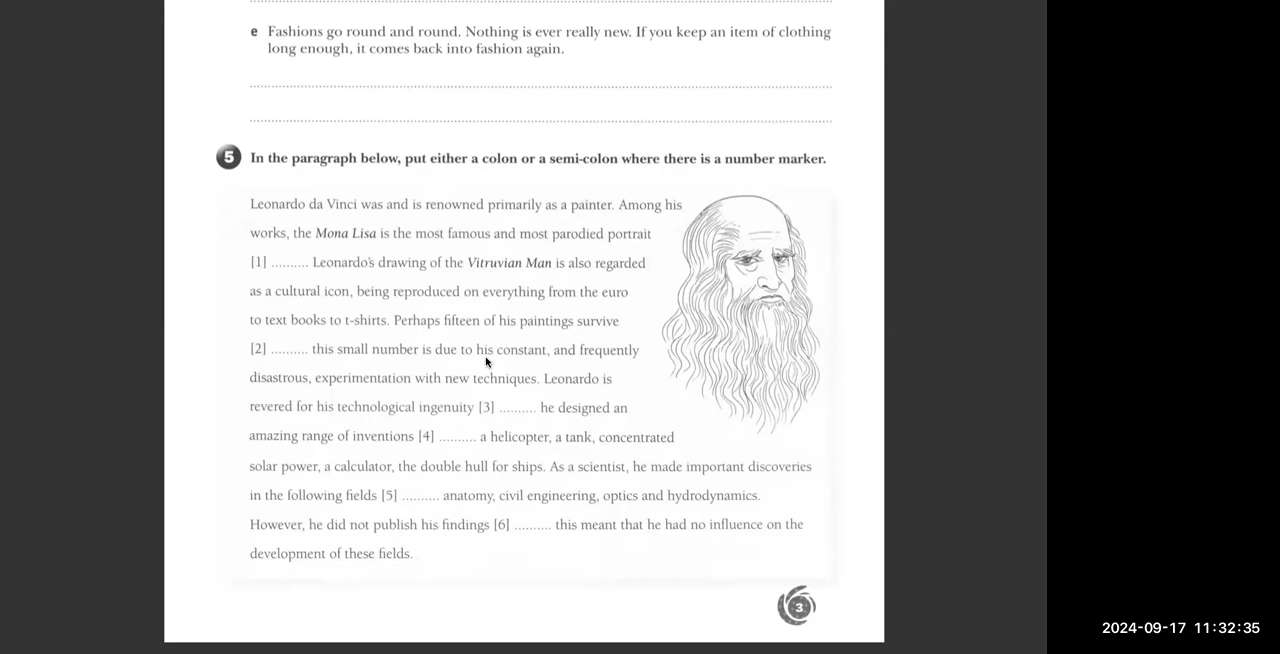 e Fashions go round and round. Nothing is ever really new. If you keep an item of clothing
long enough, it comes back into fashion again.
5 In the paragraph below, put either a colon or a semi-colon where there is a number marker.
Leonardo da Vinci was and is renowned primarily as a painter. Among his
works, the Mona Lisa is the most famous and most parodied portrait
[1] .......... Leonardo's drawing of the Vitruvian Man is also regarded
as a cultural icon, being reproduced on everything from the euro
to text books to t-shirts. Perhaps fifteen of his paintings survive
[2] .......... this small number is due to his constant, and frequently
disastrous, experimentation with new techniques. Leonardo is
revered for his technological ingenuity [3] .......... he designed an
amazing range of inventions [4] .......... a helicopter, a tank, concentrated
solar power, a calculator, the double hull for ships. As a scientist, he made important discoveries
in the following fields [5] .......... anatomy, civil engineering, optics and hydrodynamics.
However, he did not publish his findings [6] .......... this meant that he had no influence on the
development of these fields.
3
2024-09-17 11:32:35